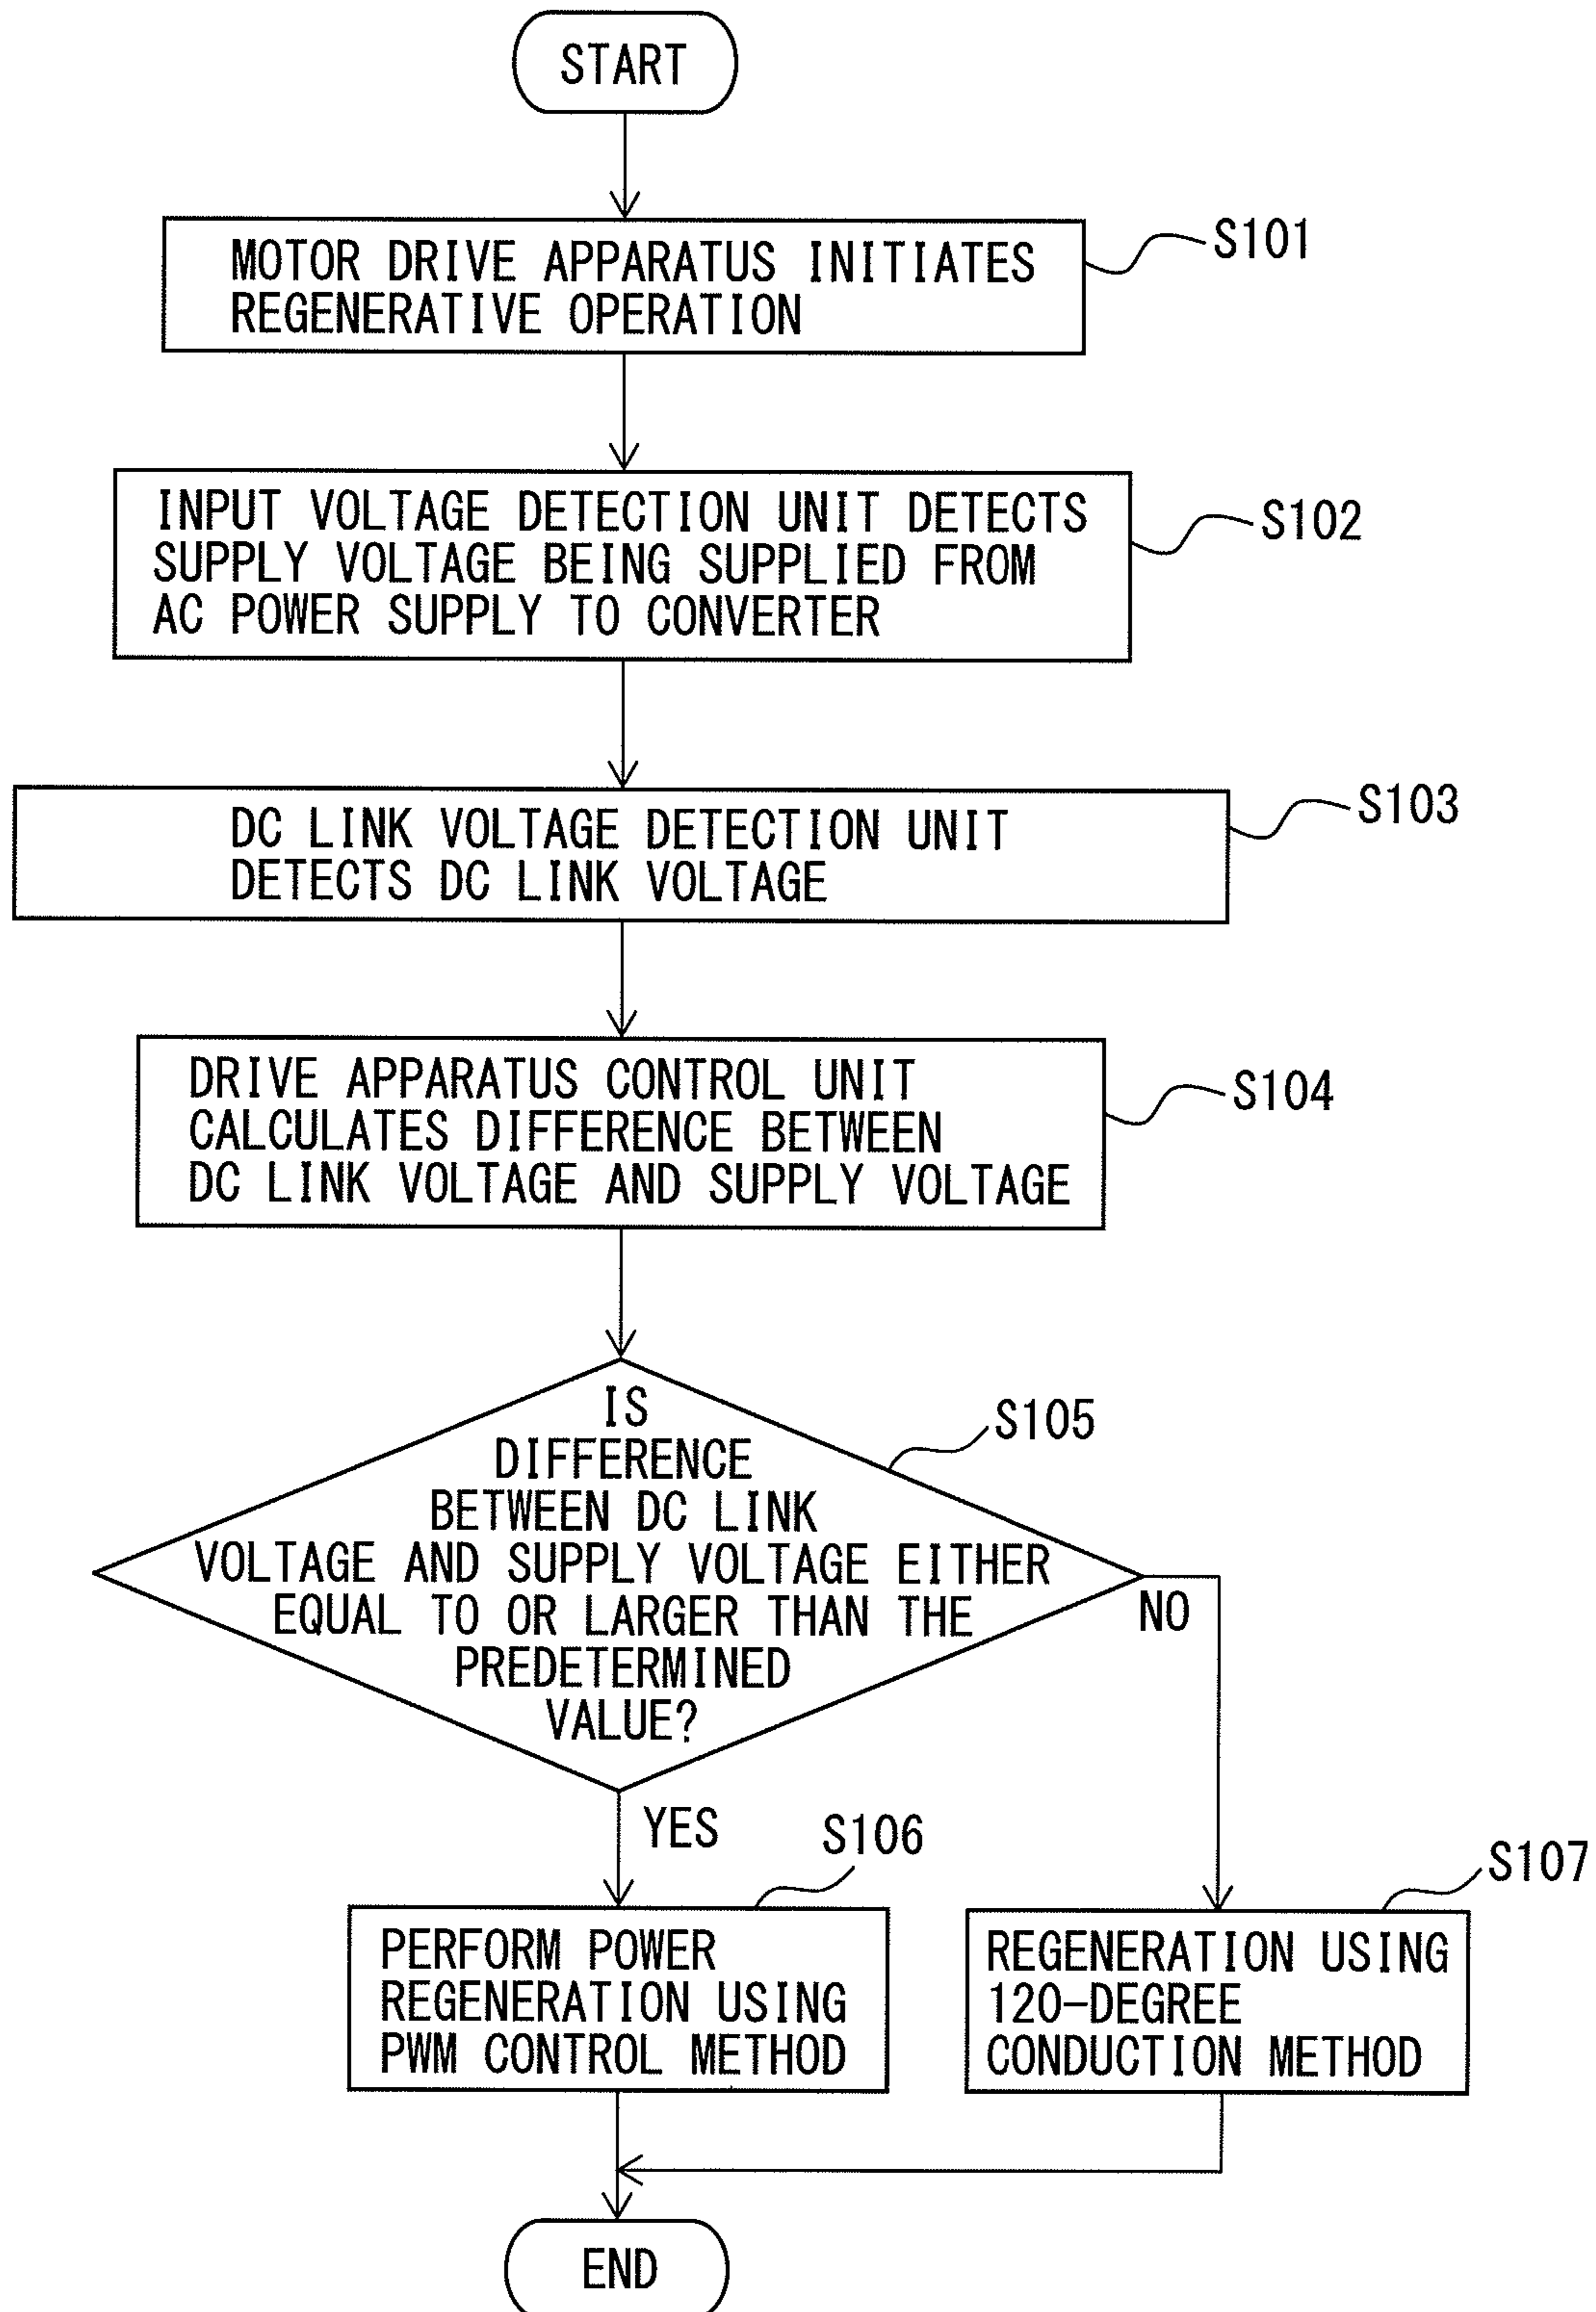 START
MOTOR DRIVE APPARATUS INITIATES
REGENERATIVE OPERATION
S101
INPUT VOLTAGE DETECTION UNIT DETECTS
SUPPLY VOLTAGE BEING SUPPLIED FROM
AC POWER SUPPLY TO CONVERTER
S102
DC LINK VOLTAGE DETECTION UNIT
DETECTS DC LINK VOLTAGE
S103
DRIVE APPARATUS CONTROL UNIT
CALCULATES DIFFERENCE BETWEEN
DC LINK VOLTAGE AND SUPPLY VOLTAGE
S104
IS
DIFFERENCE
BETWEEN DC LINK
VOLTAGE AND SUPPLY VOLTAGE EITHER
EQUAL TO OR LARGER THAN THE
PREDETERMINED
VALUE?
S105
NO
YES
S106
PERFORM POWER
REGENERATION USING
PWM CONTROL METHOD
S107
REGENERATION USING
120-DEGREE
CONDUCTION METHOD
END